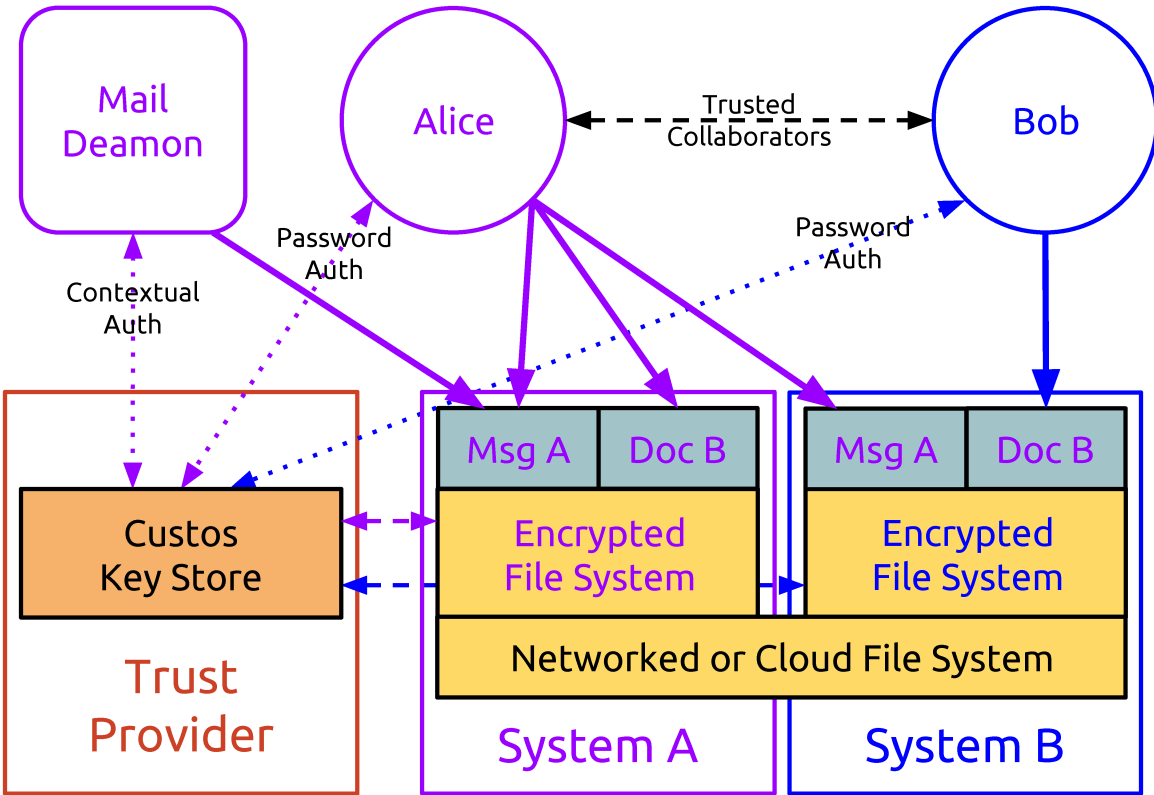 Mail
Deamon
Alice
Trusted
Collaborators
Bob
Password
Auth
Password
Auth
Contextual
Auth
Msg A
Doc B
Msg A
Doc B
Custos
Key Store
Encrypted
File System
Encrypted
File System
Networked or Cloud File System
Trust
Provider
System A
System B